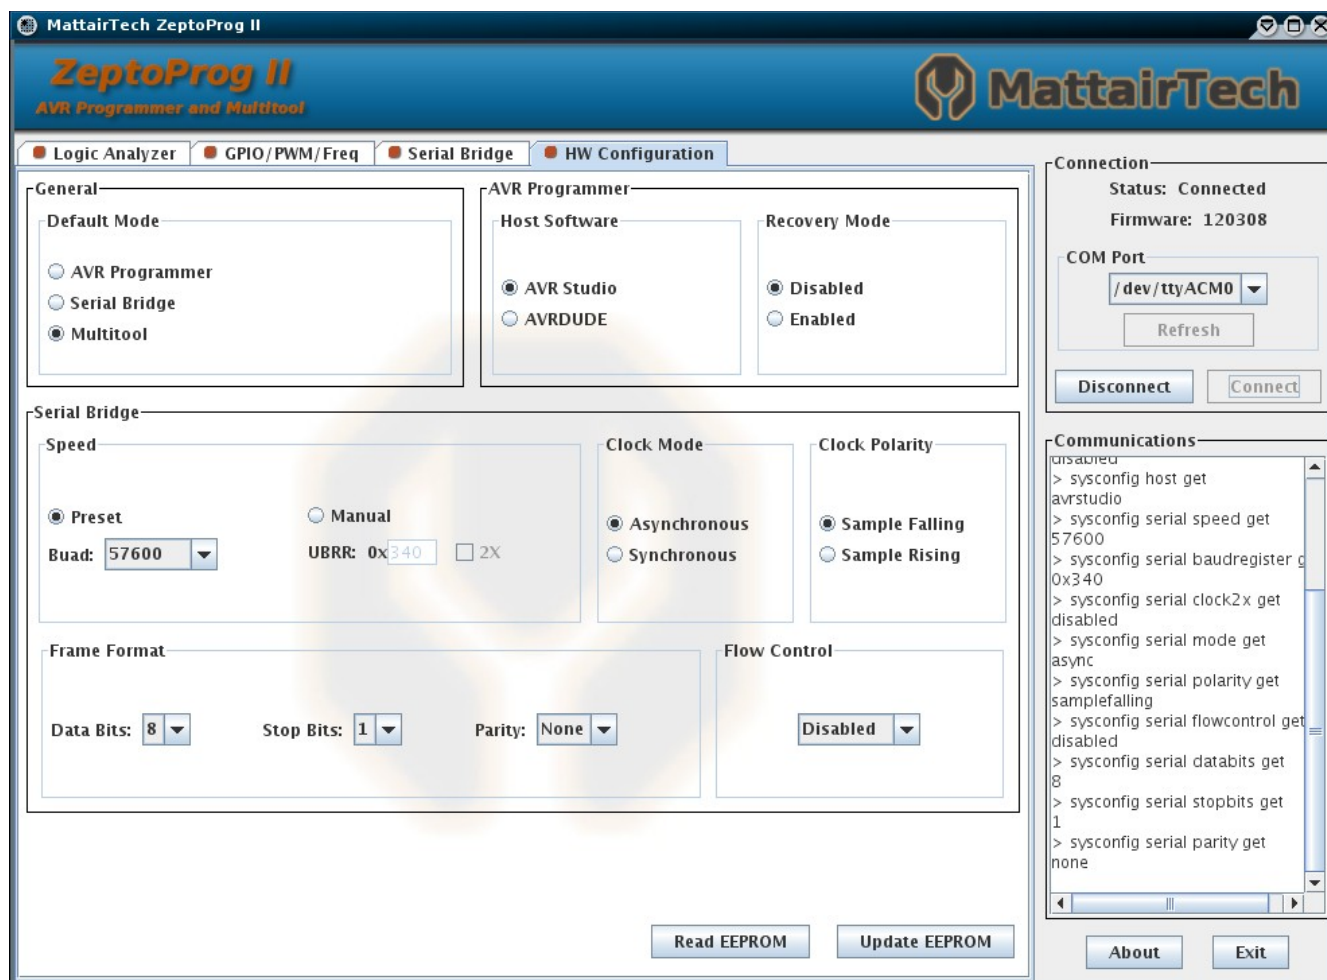 MattairTech ZeptoProg II
ZeptoProg II
AVR Programmer and Multitool
MattairTech
Logic Analyzer
GPIO/PWM/Freq
Serial Bridge
HW Configuration
General
Default Mode
AVR Programmer
Serial Bridge
Multitool
AVR Programmer
Host Software
AVR Studio
AVRDUDE
Recovery Mode
Disabled
Enabled
Serial Bridge
Speed
Preset
Buad: 57600
Manual
UBRR: 0x340
2X
Clock Mode
Asynchronous
Synchronous
Clock Polarity
Sample Falling
Sample Rising
Frame Format
Data Bits: 8
Stop Bits: 1
Parity: None
Flow Control
Disabled
Read EEPROM
Update EEPROM
Connection
Status: Connected
Firmware: 120308
COM Port
/dev/ttyACM0
Refresh
Disconnect
Connect
Communications
disabled
> sysconfig host get
avrstudio
> sysconfig serial speed get
57600
> sysconfig serial baudregister g
0x340
> sysconfig serial clock2x get
disabled
> sysconfig serial mode get
async
> sysconfig serial polarity get
samplefalling
> sysconfig serial flowcontrol get
disabled
> sysconfig serial databits get
8
> sysconfig serial stopbits get
1
> sysconfig serial parity get
none
About
Exit